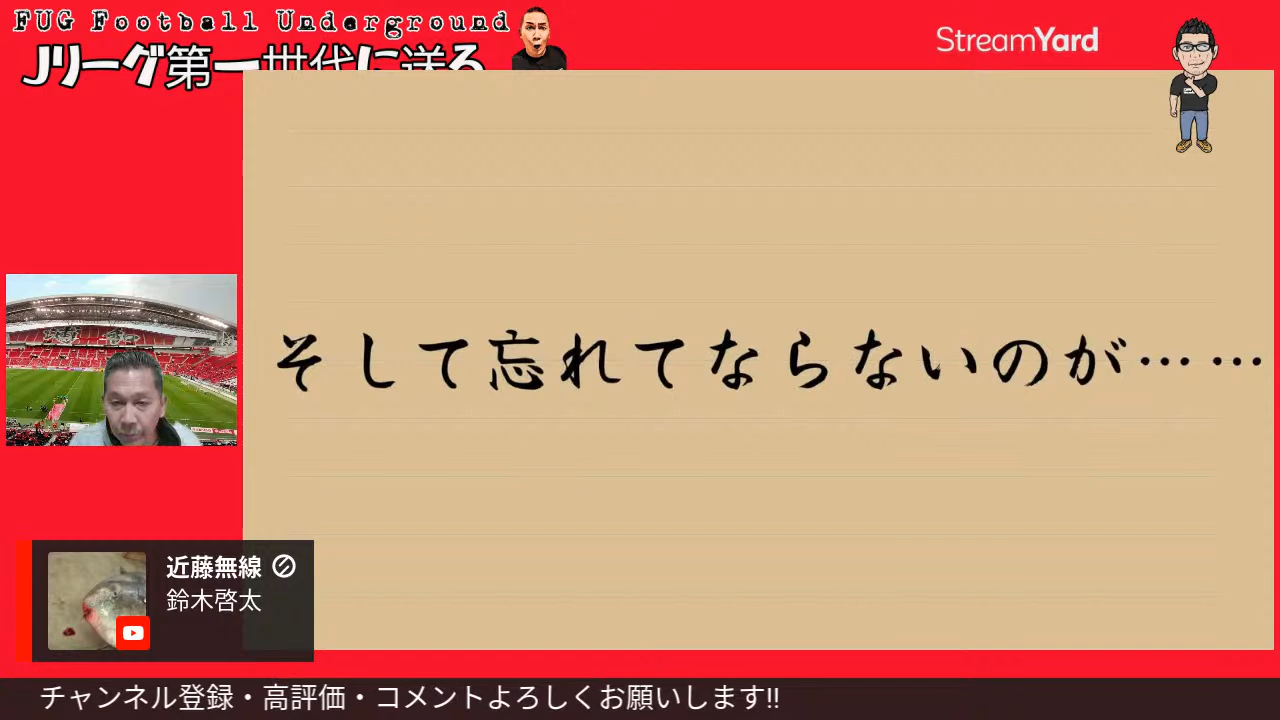 FUG Football Underground
Jリーグ第一世代に送る
StreamYard
そして忘れてならないのが……
近藤無線
鈴木啓太
チャンネル登録・高評価・コメントよろしくお願いします!!